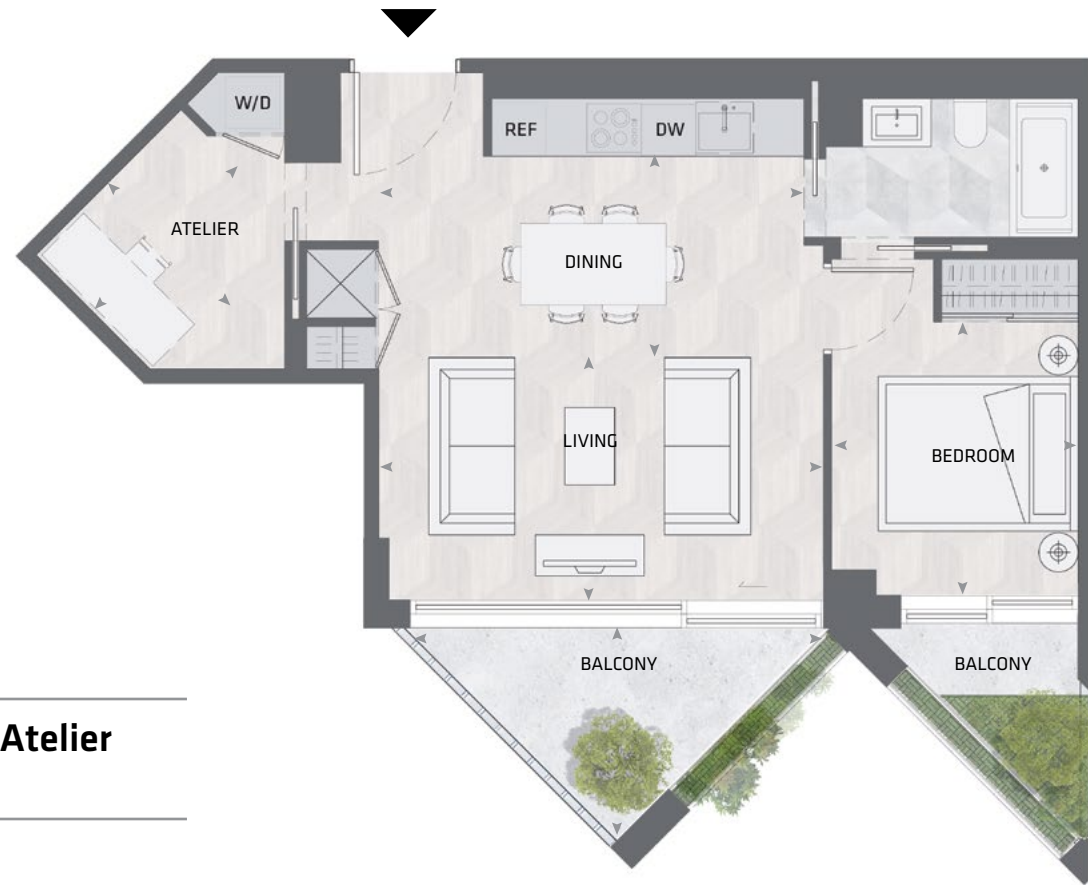 W/D
REF
DW
ATELIER
DINING
LIVING
BEDROOM
BALCONY
BALCONY
Atelier